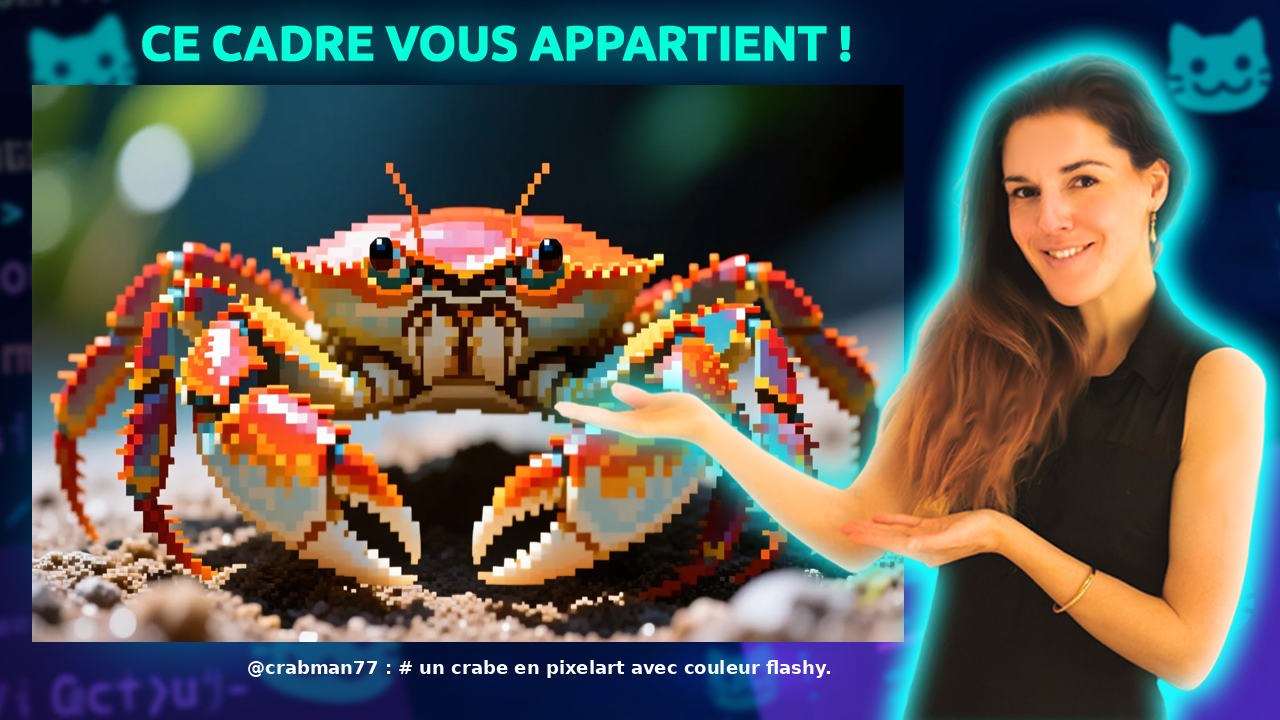 CE CADRE VOUS APPARTIENT !
@crabman77 : # un crabe en pixelart avec couleur flashy.